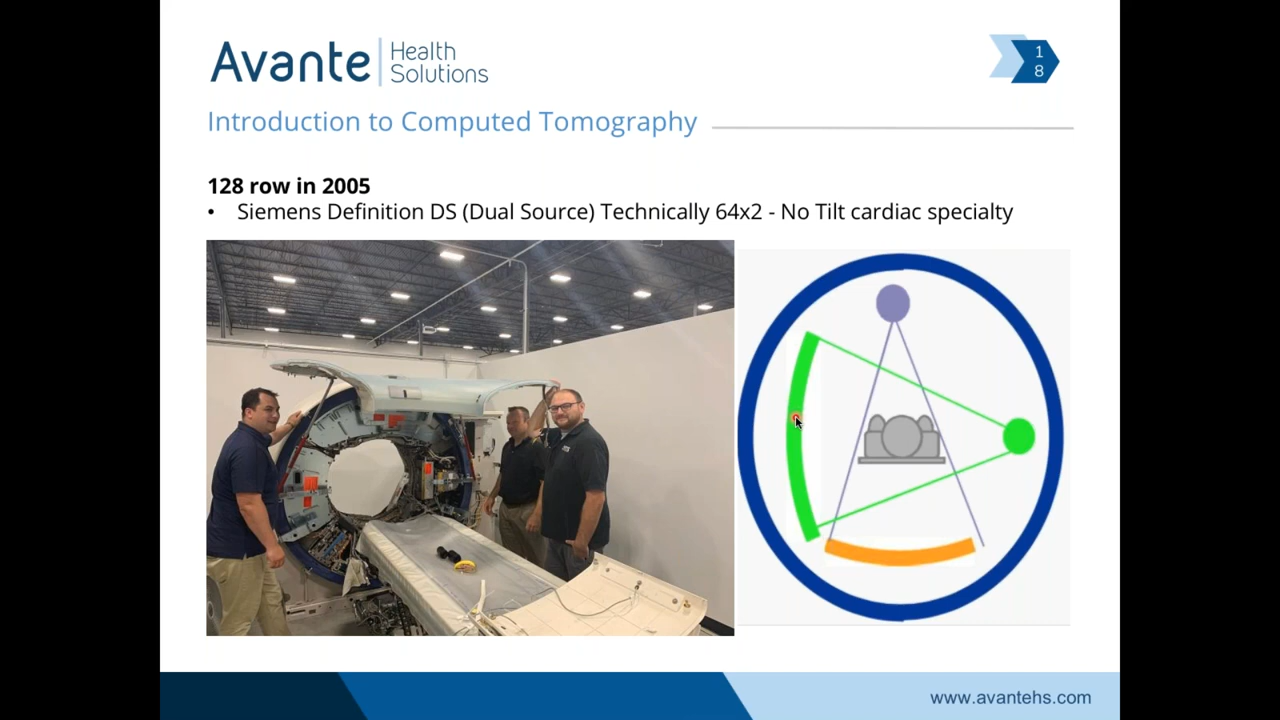 Avante
Health
Solutions
1
8
Introduction to Computed Tomography
128 row in 2005
• Siemens Definition DS (Dual Source) Technically 64x2 - No Tilt cardiac specialty
www.avantehs.com